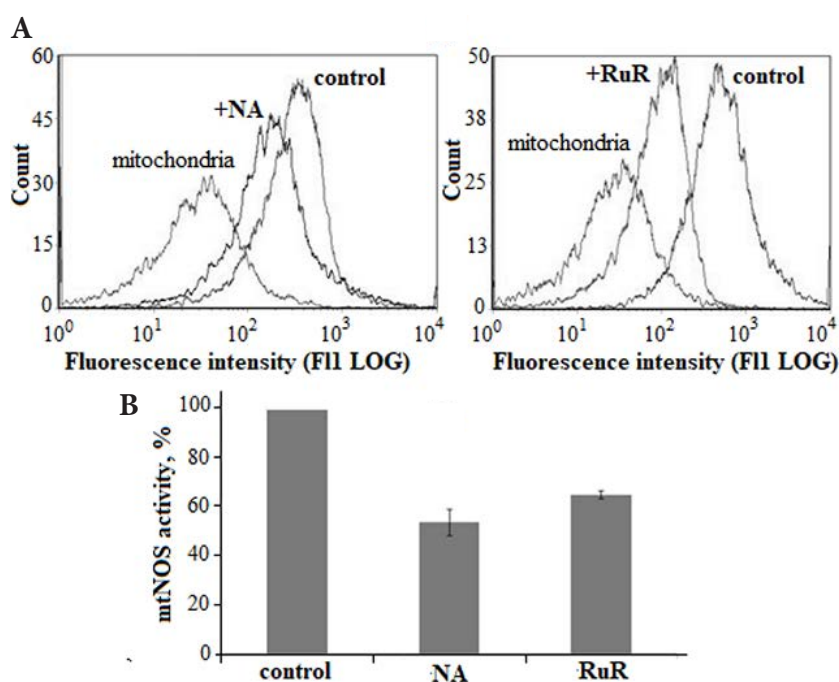 A
60
45
30
15
0
Count
mitochondria
+NA
control
10^0
10^1
10^2
10^3
10^4
Fluorescence intensity (Fl1 LOG)
50
38
25
13
0
Count
mitochondria
+RuR
control
10^0
10^1
10^2
10^3
10^4
Fluorescence intensity (Fl1 LOG)
B
100
80
60
40
20
0
mtNOS activity, %
control
NA
RuR